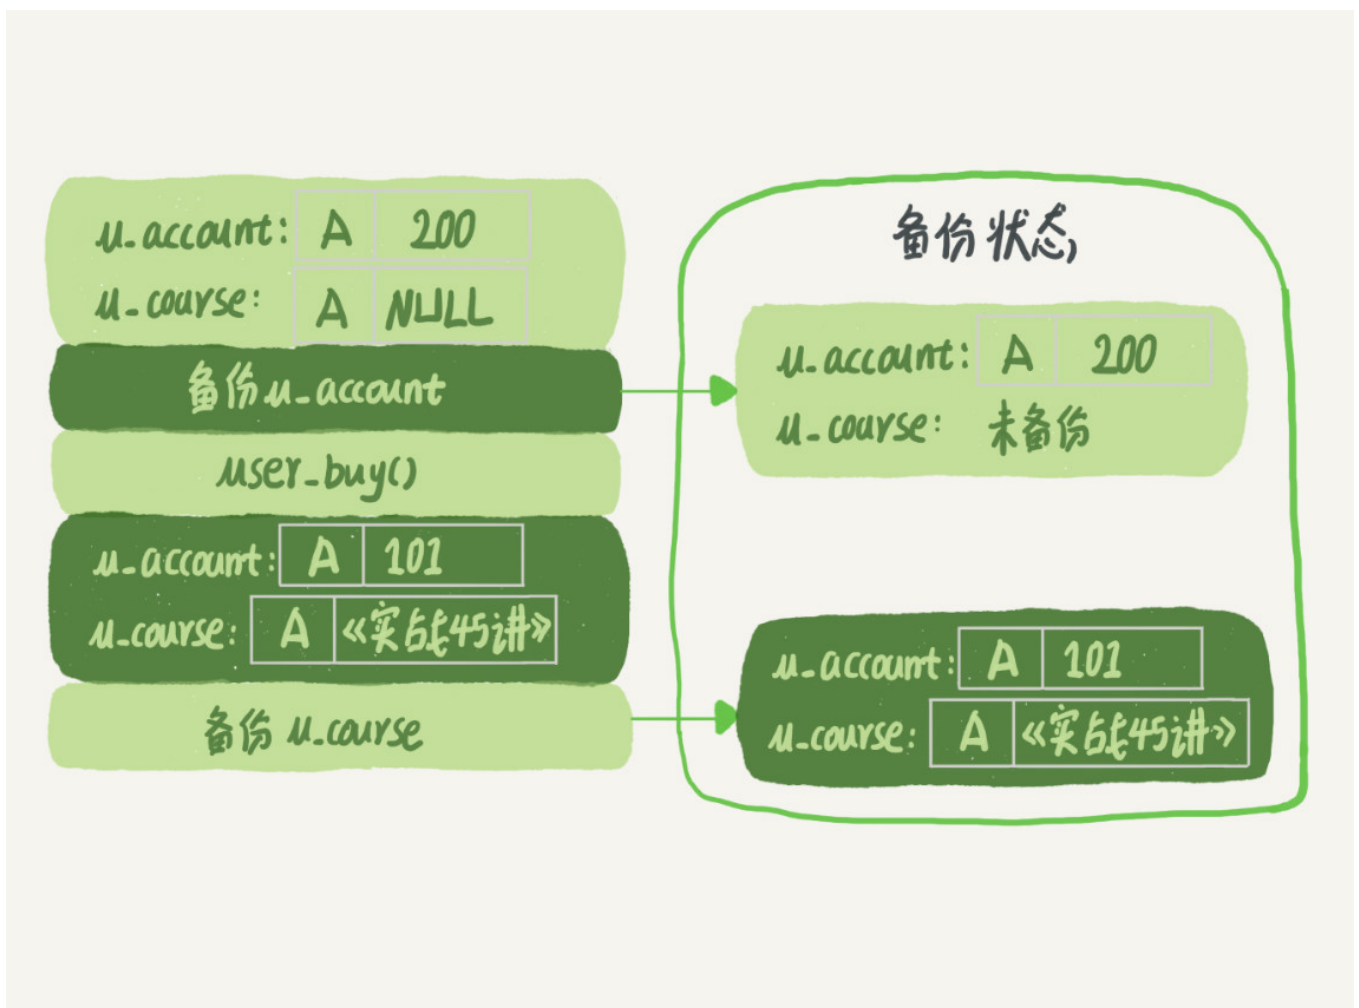 u_account: A 200
u_course: A NULL
备份u_account
user_buy()
u_account: A 101
u_course: A 《实战45讲》
备份 u_course
备份状态
u_account: A 200
u_course: 未备份
u_account: A 101
u_course: A 《实战45讲》